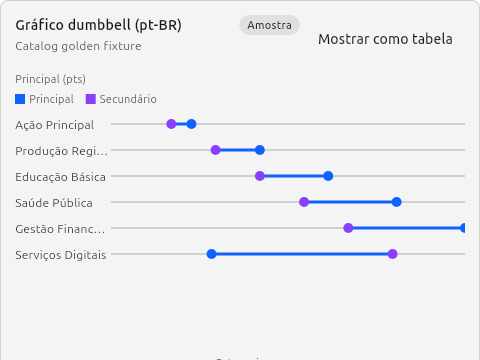 Gráfico dumbbell (pt-BR)
Amostra
Mostrar como tabela
Catalog golden fixture
Principal (pts)
Principal
Secundário
Ação Principal
Produção Regi…
Educação Básica
Saúde Pública
Gestão Financ…
Serviços Digitais